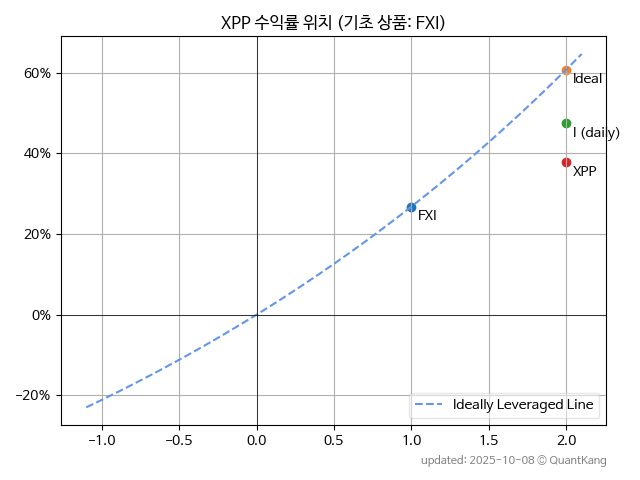 XPP 수익률 위치 (기초 상품: FXI)
60%
40%
20%
0%
−20%
Ideal
I (daily)
XPP
FXI
Ideally Leveraged Line
−1.0 −0.5 0.0 0.5 1.0 1.5 2.0
updated: 2025-10-08 © QuantKang